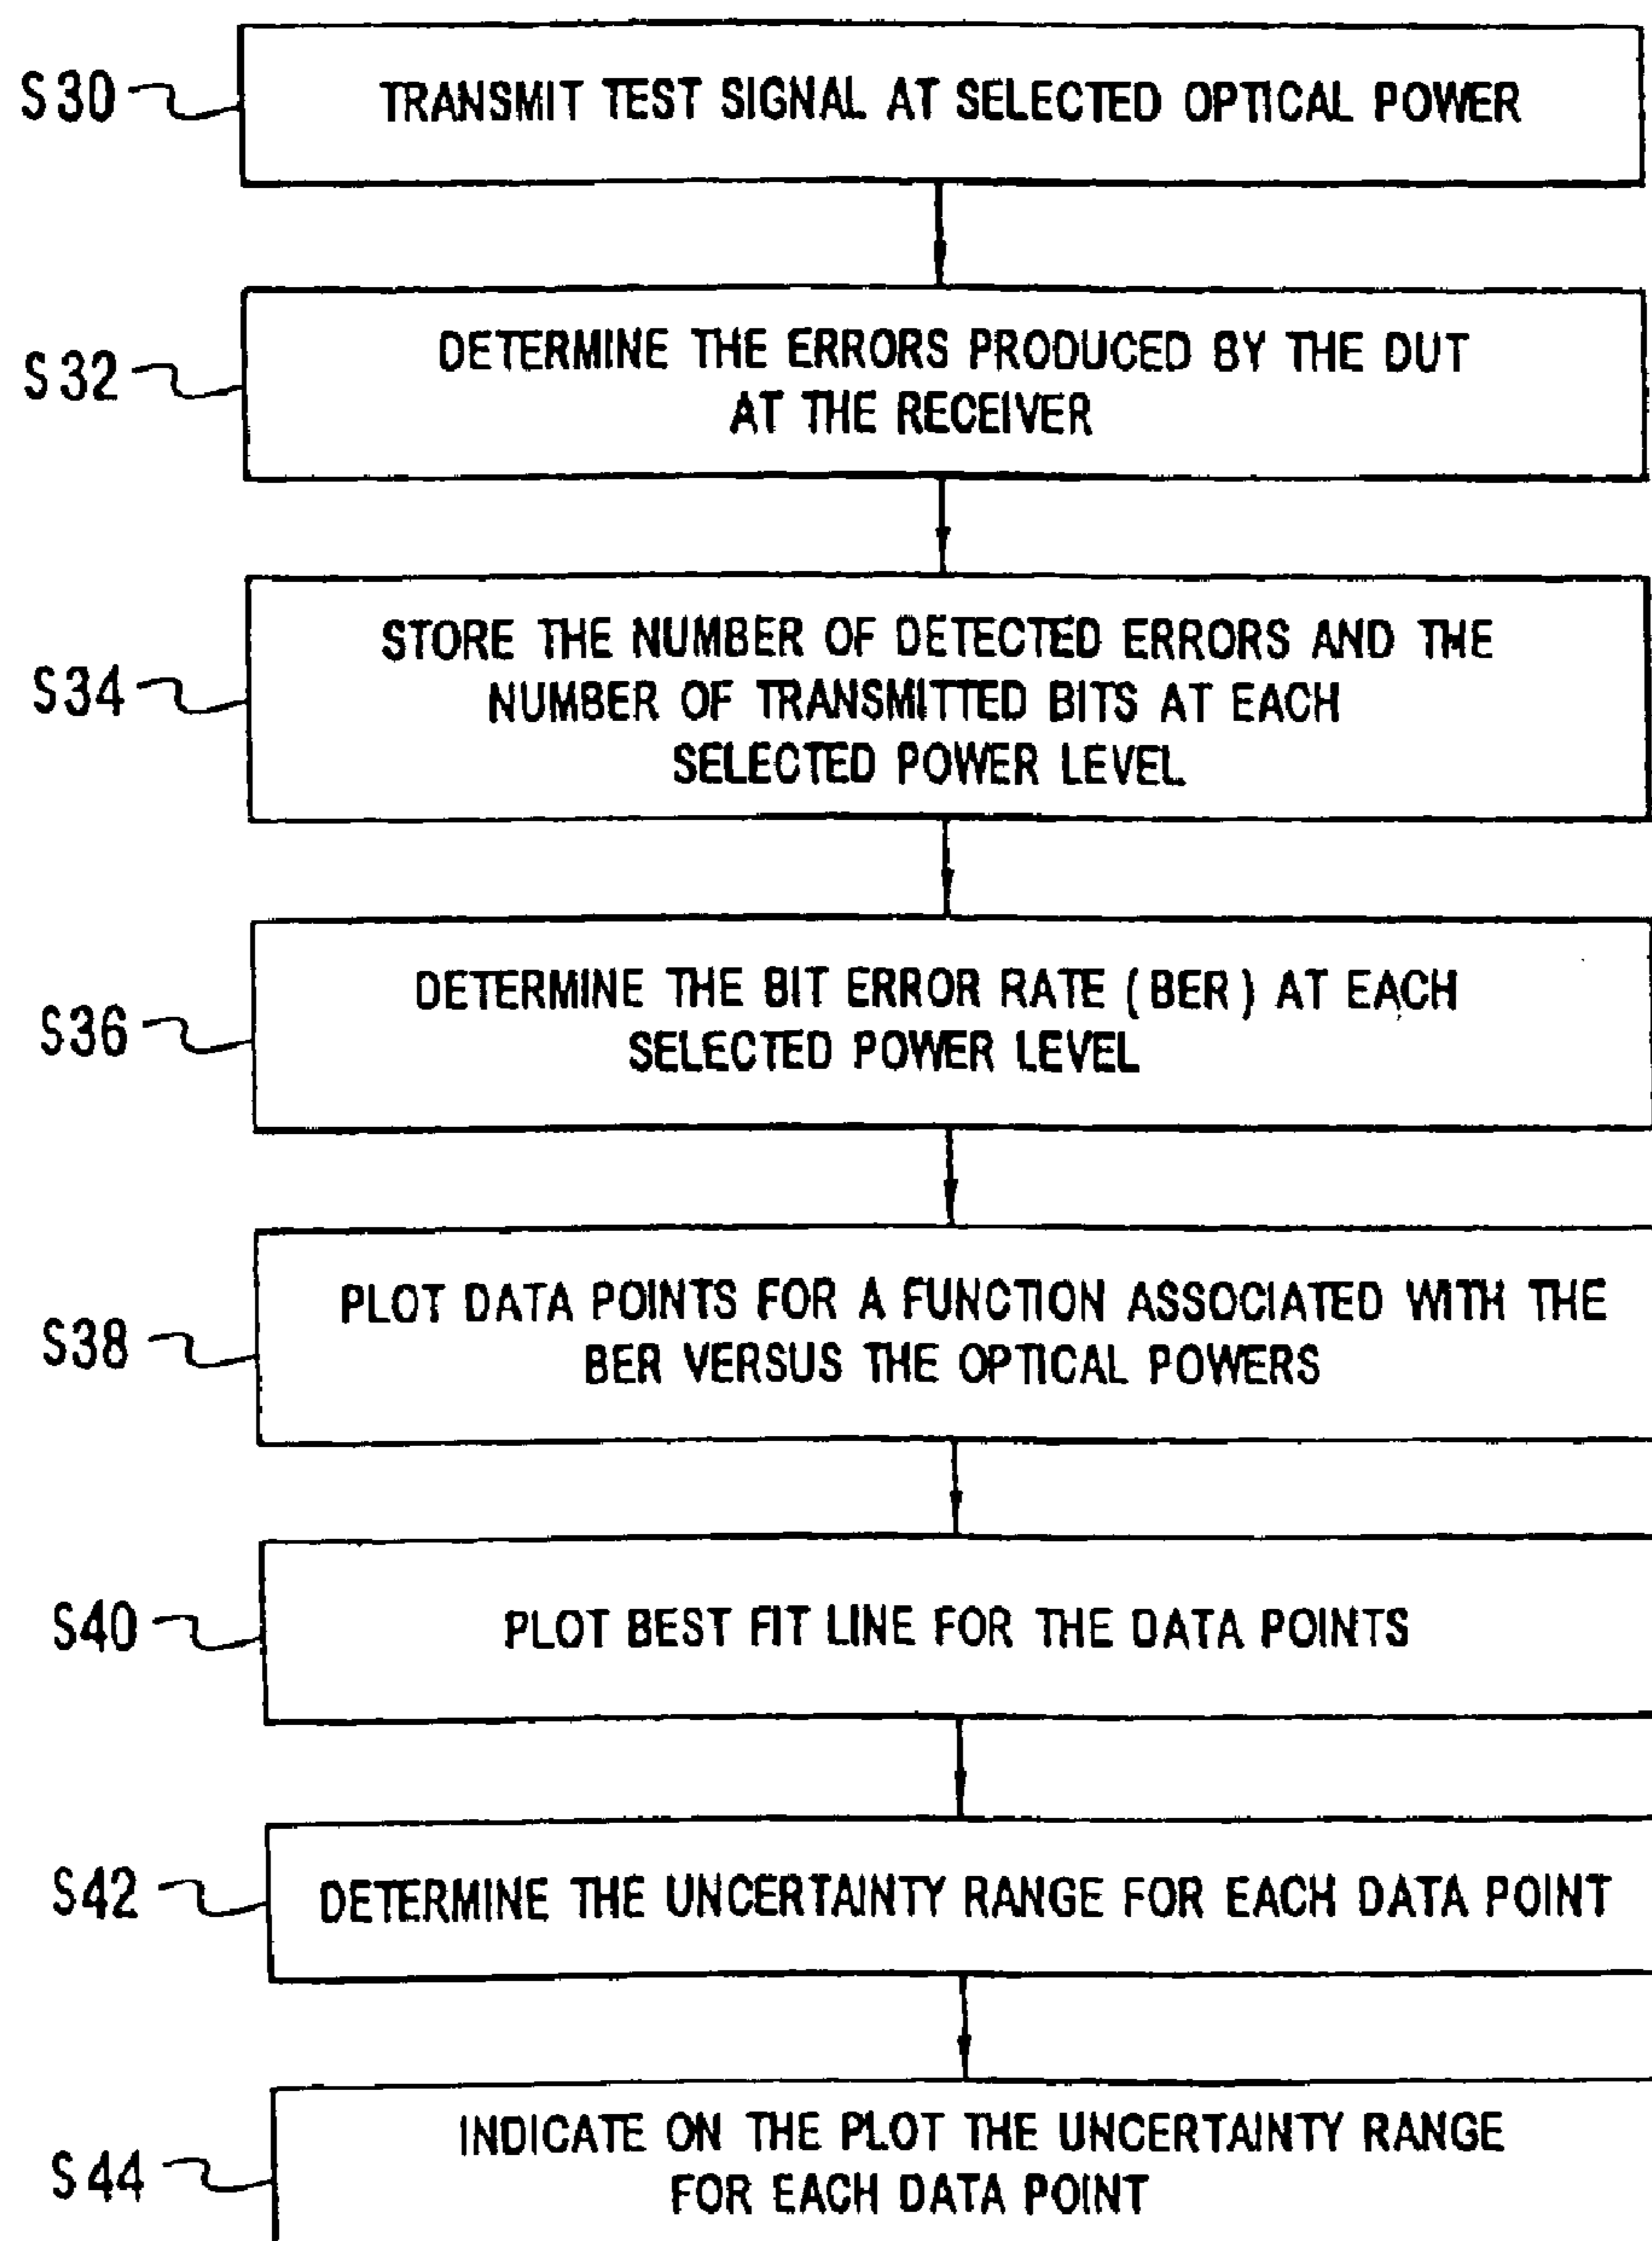 S30
TRANSMIT TEST SIGNAL AT SELECTED OPTICAL POWER
S32
DETERMINE THE ERRORS PRODUCED BY THE DUT
AT THE RECEIVER
S34
STORE THE NUMBER OF DETECTED ERRORS AND THE
NUMBER OF TRANSMITTED BITS AT EACH
SELECTED POWER LEVEL
S36
DETERMINE THE BIT ERROR RATE (BER) AT EACH
SELECTED POWER LEVEL
S38
PLOT DATA POINTS FOR A FUNCTION ASSOCIATED WITH THE
BER VERSUS THE OPTICAL POWERS
S40
PLOT BEST FIT LINE FOR THE DATA POINTS
S42
DETERMINE THE UNCERTAINTY RANGE FOR EACH DATA POINT
S44
INDICATE ON THE PLOT THE UNCERTAINTY RANGE
FOR EACH DATA POINT